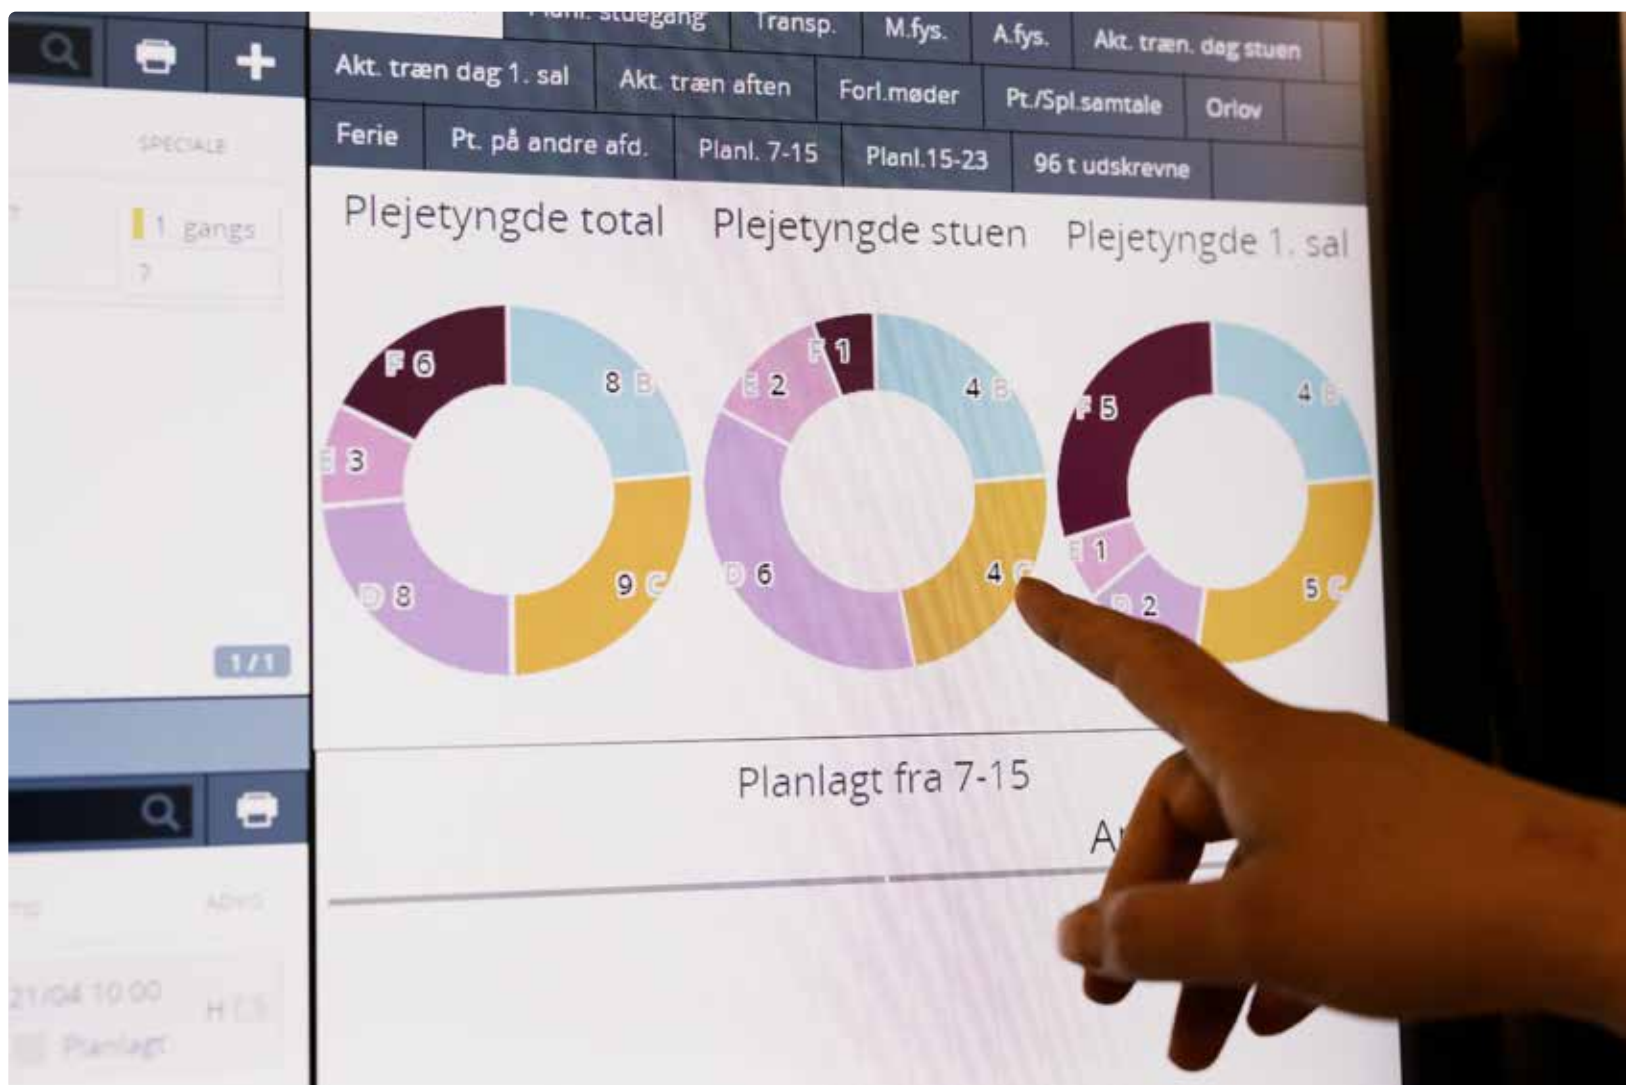 Planl. stuegang
Transp.
M.fys.
A.fys.
Akt. træn. dag stuen
Akt. træn dag 1. sal
Akt. træn aften
Forl.møder
Pt./Spl.samtale
Orlov
Ferie
Pt. på andre afd.
Planl. 7-15
Planl.15-23
96 t udskrevne
SPECIALE
1. gangs
?
1/1
Plejetyngde total
8 B
9 C
D 8
E 3
F 6
Plejetyngde stuen
4 B
4 C
D 6
E 2
F 1
Plejetyngde 1. sal
4 B
5 C
D 2
E 1
F 5
Planlagt fra 7-15
21/04 10:00
Planlagt